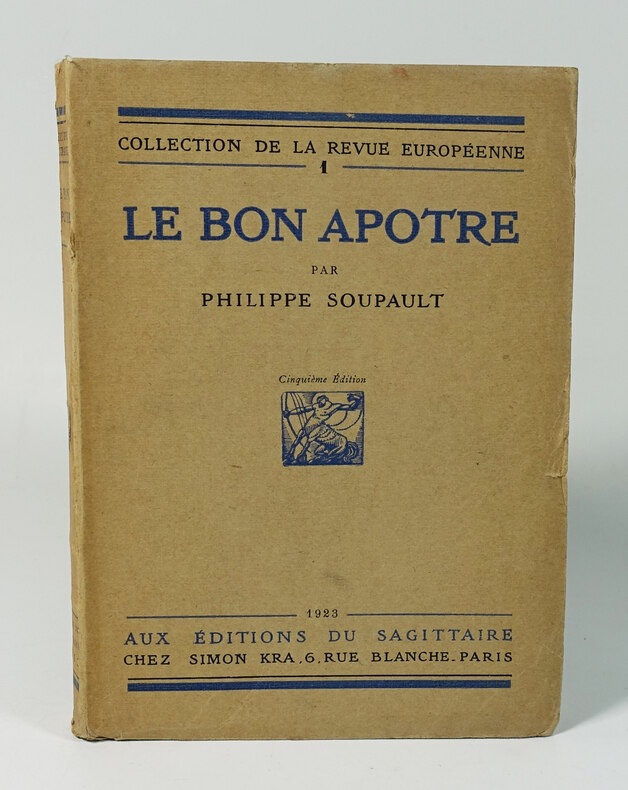 COLLECTION DE LA REVUE EUROPÉENNE
1
LE BON APOTRE
PAR
PHILIPPE SOUPAULT
Cinquième Édition
1923
AUX ÉDITIONS DU SAGITTAIRE
CHEZ SIMON KRA, 6, RUE BLANCHE-PARIS